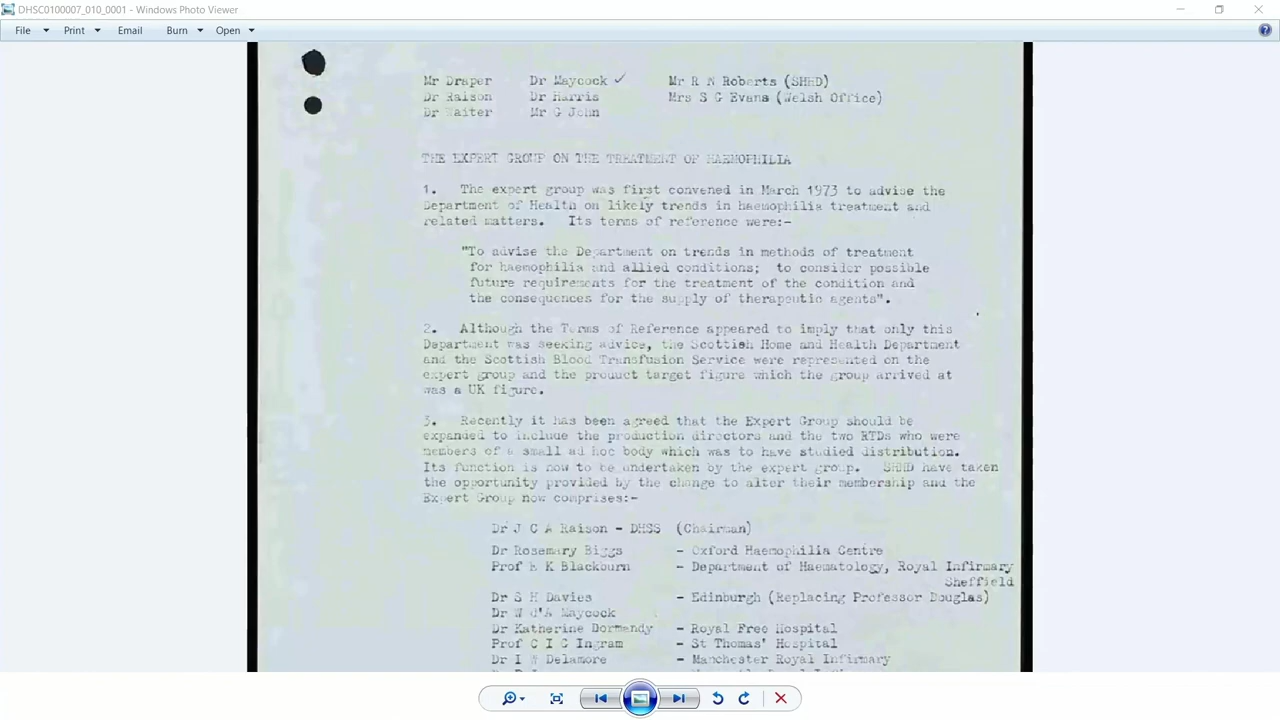 DHSC0100007_010_0001 - Windows Photo Viewer
File Print Email Burn Open
Mr Draper Dr Maycock ✓ Mr R N Roberts (SHHD)
Dr Raison Dr Harris Mrs S G Evans (Welsh Office)
Dr Waiter Mr G John
THE EXPERT GROUP ON THE TREATMENT OF HAEMOPHILIA
1. The expert group was first convened in March 1973 to advise the
Department of Health on likely trends in haemophilia treatment and
related matters. Its terms of reference were:-
"To advise the Department on trends in methods of treatment
for haemophilia and allied conditions; to consider possible
future requirements for the treatment of the condition and
the consequences for the supply of therapeutic agents".
2. Although the Terms of Reference appeared to imply that only this
Department was seeking advice, the Scottish Home and Health Department
and the Scottish Blood Transfusion Service were represented on the
expert group and the product target figure which the group arrived at
was a UK figure.
3. Recently it has been agreed that the Expert Group should be
expanded to include the production directors and the two RTDs who were
members of a small ad hoc body which was to have studied distribution.
Its function is now to be undertaken by the expert group. SHHD have taken
the opportunity provided by the change to alter their membership and the
Expert Group now comprises:-
Dr J C A Raison - DHSS (Chairman)
Dr Rosemary Biggs - Oxford Haemophilia Centre
Prof E K Blackburn - Department of Haematology, Royal Infirmary
Sheffield
Dr S H Davies - Edinburgh (Replacing Professor Douglas)
Dr W d'A Maycock
Dr Katherine Dormandy - Royal Free Hospital
Prof C I C Ingram - St Thomas' Hospital
Dr I W Delamore - Manchester Royal Infirmary